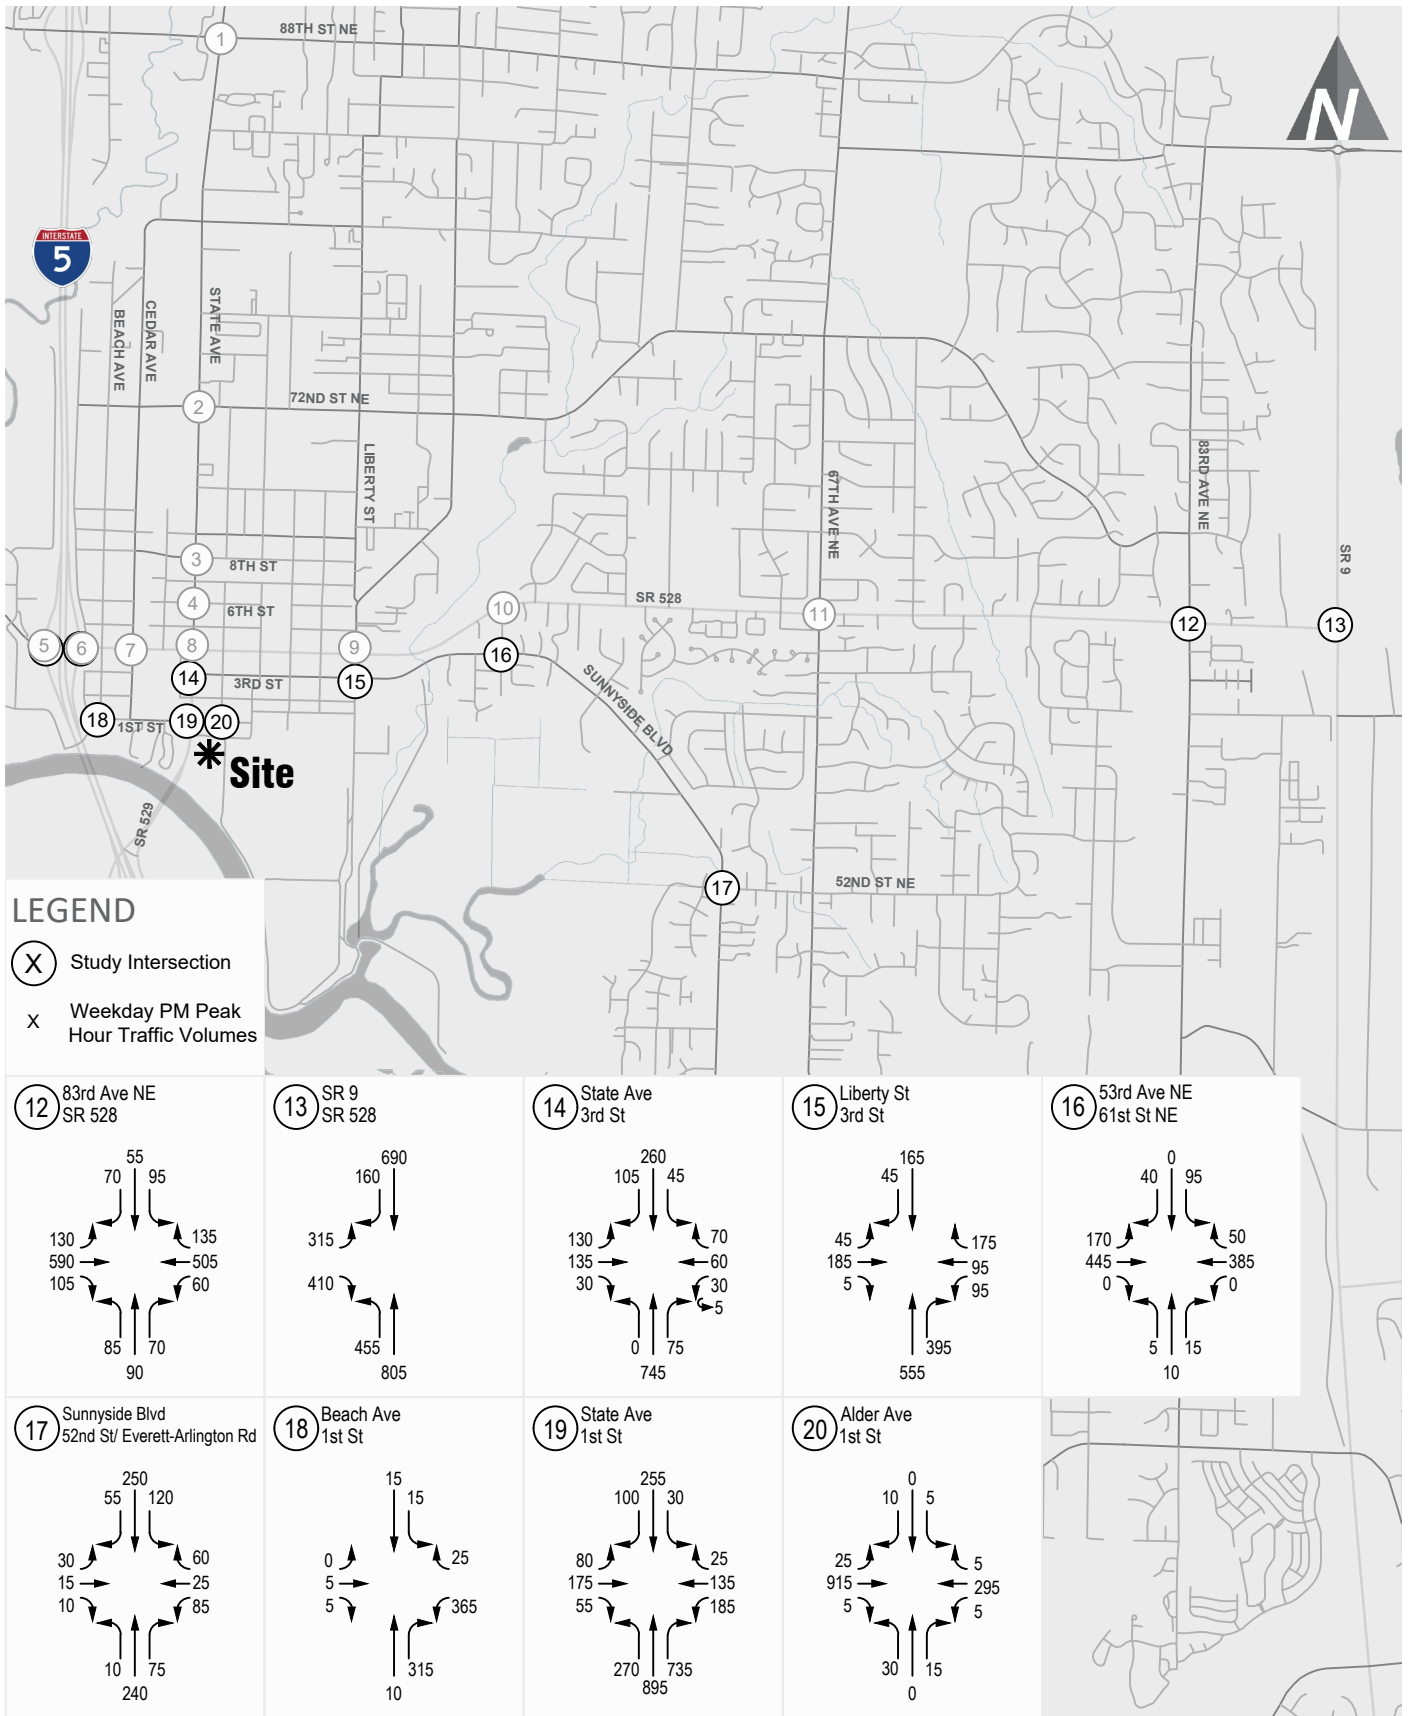 88TH ST NE
1
N
INTERSTATE
5
BEACH AVE
CEDAR AVE
STATE AVE
2
72ND ST NE
LIBERTY ST
67TH AVE NE
83RD AVE NE
SR 9
3
8TH ST
4
6TH ST
10
SR 528
11
12
13
5
6
7
8
9
14
3RD ST
15
16
SUNNYSIDE BLVD
18
1ST ST
19
20
Site
SR 529
17
52ND ST NE
LEGEND
X
Study Intersection
X
Weekday PM Peak
Hour Traffic Volumes
12
83rd Ave NE
SR 528
55
70
95
130
135
590
505
105
60
85
70
90
13
SR 9
SR 528
690
160
315
410
455
805
14
State Ave
3rd St
260
105
45
130
70
135
60
30
30
5
0
75
745
15
Liberty St
3rd St
165
45
45
175
185
95
5
95
395
555
16
53rd Ave NE
61st St NE
0
40
95
170
50
445
385
0
0
5
15
10
17
Sunnyside Blvd
52nd St/ Everett-Arlington Rd
250
55
120
30
60
15
25
10
85
10
75
240
18
Beach Ave
1st St
15
15
0
25
5
5
365
315
10
19
State Ave
1st St
255
100
30
80
25
175
135
55
185
270
735
895
20
Alder Ave
1st St
0
10
5
25
5
915
295
5
5
30
15
0